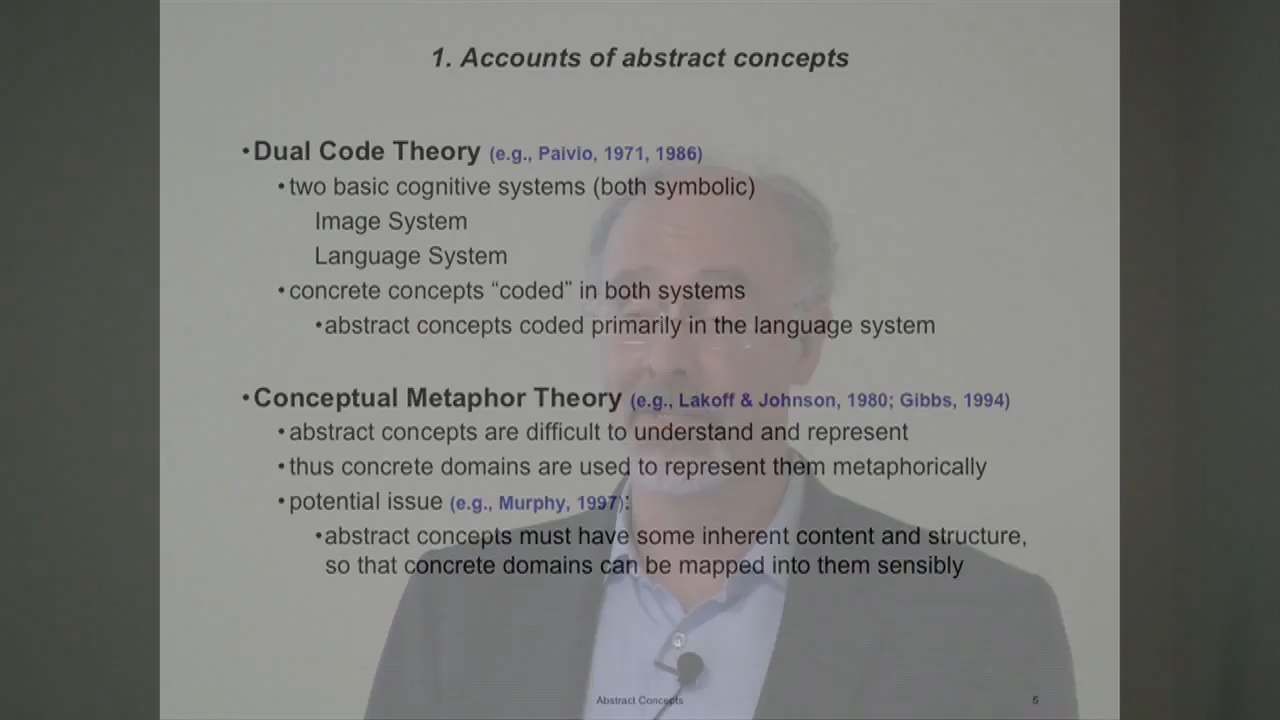 1. Accounts of abstract concepts
•Dual Code Theory (e.g., Paivio, 1971, 1986)
•two basic cognitive systems (both symbolic)
Image System
Language System
•concrete concepts “coded” in both systems
•abstract concepts coded primarily in the language system
•Conceptual Metaphor Theory (e.g., Lakoff & Johnson, 1980; Gibbs, 1994)
•abstract concepts are difficult to understand and represent
•thus concrete domains are used to represent them metaphorically
•potential issue (e.g., Murphy, 1997):
•abstract concepts must have some inherent content and structure,
so that concrete domains can be mapped into them sensibly
Abstract Concepts
6